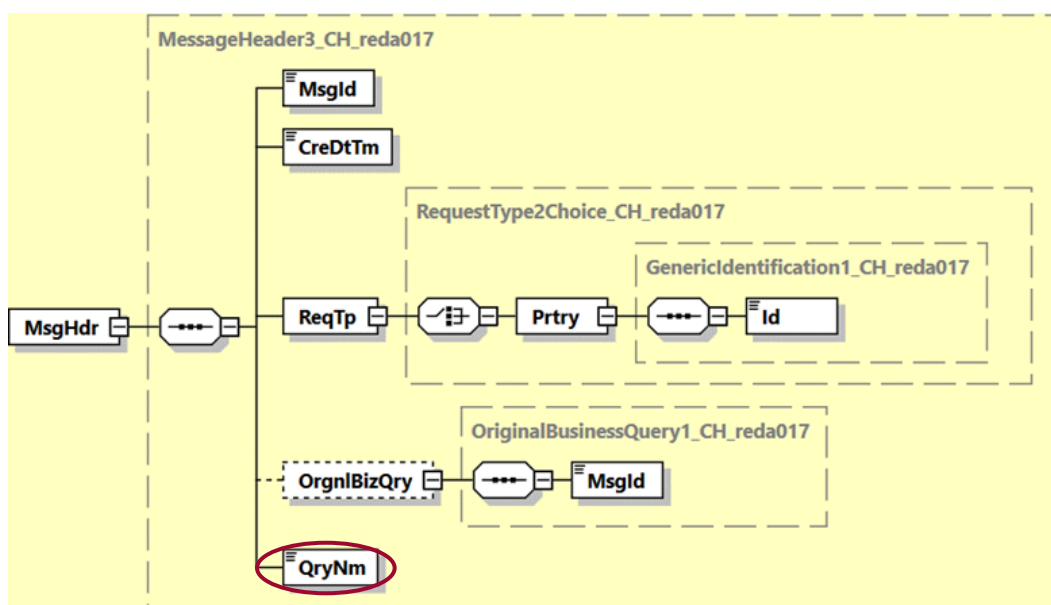 MessageHeader3_CH_reda017
MsgId
CreDtTm
RequestType2Choice_CH_reda017
GenericIdentification1_CH_reda017
MsgHdr
ReqTp
Prtry
Id
OriginalBusinessQuery1_CH_reda017
OrgnlBizQry
MsgId
QryNm